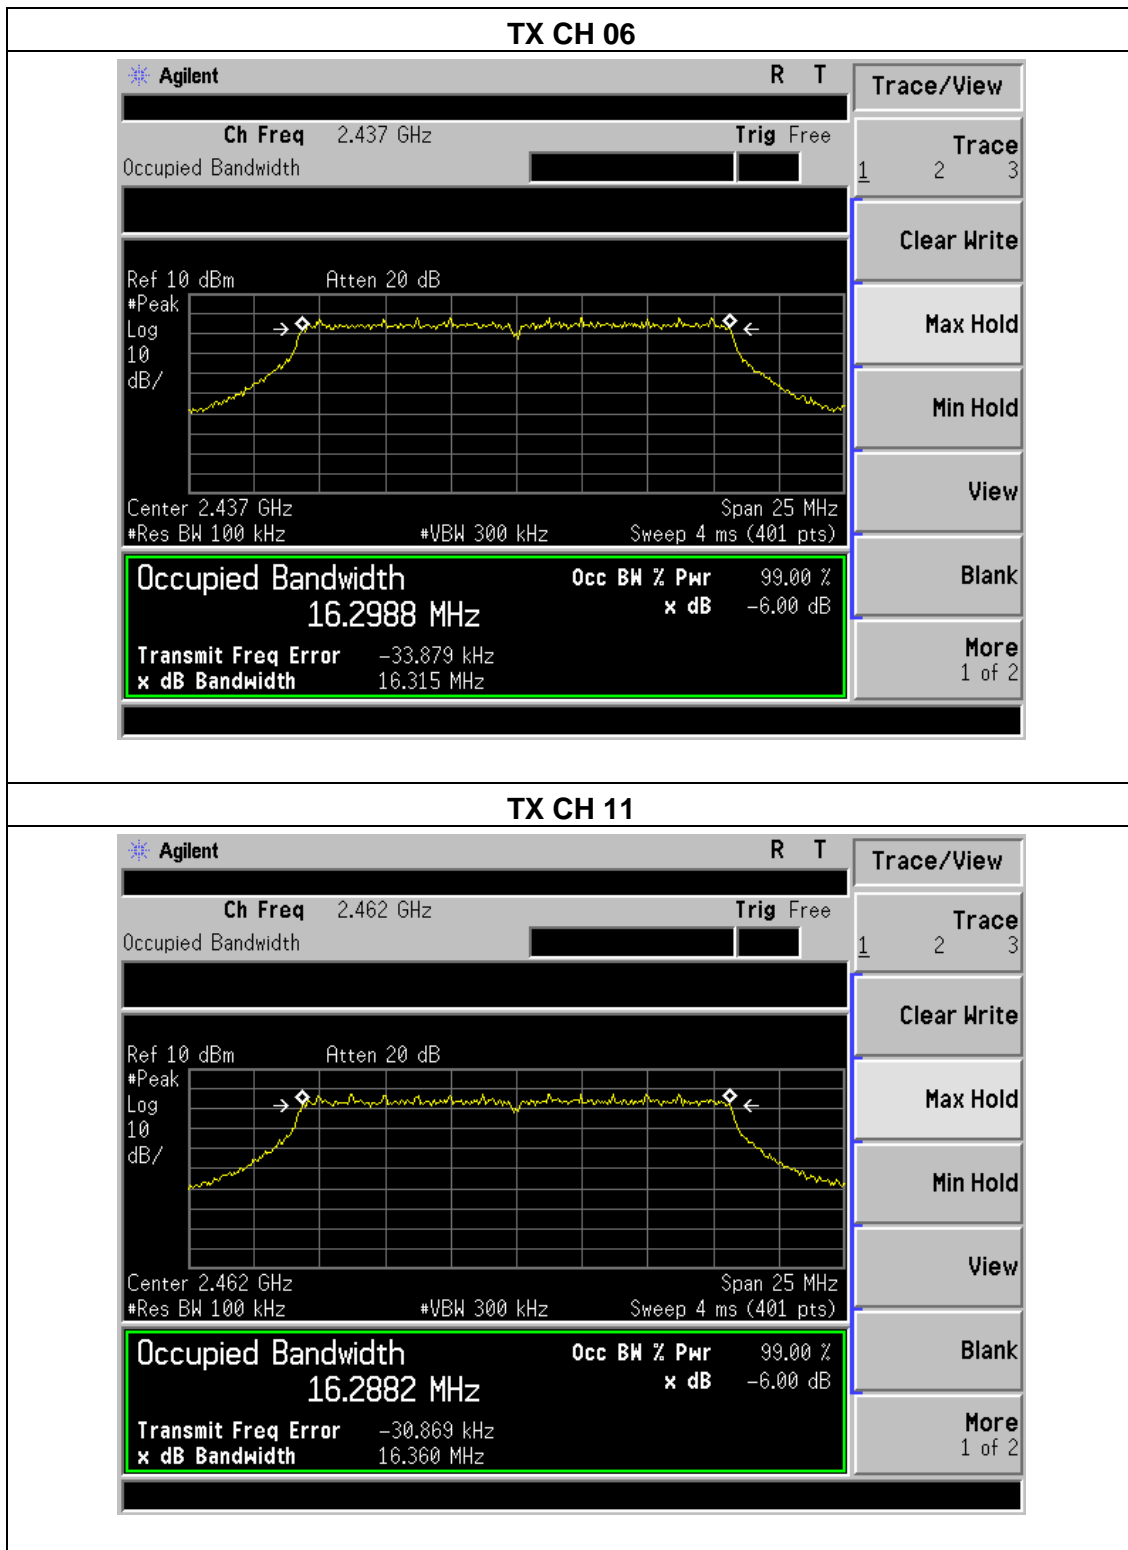 TX CH 06
Agilent R T
Trace/View
Ch Freq 2.437 GHz Trig Free
Occupied Bandwidth
Trace
1 2 3
Clear Write
Ref 10 dBm Atten 20 dB
#Peak
Log
10
dB/
Max Hold
Min Hold
View
Center 2.437 GHz Span 25 MHz
#Res BW 100 kHz #VBW 300 kHz Sweep 4 ms (401 pts)
Occupied Bandwidth Occ BW % Pwr 99.00 %
16.2988 MHz x dB -6.00 dB
Blank
Transmit Freq Error -33.879 kHz
x dB Bandwidth 16.315 MHz
More
1 of 2
TX CH 11
Agilent R T
Trace/View
Ch Freq 2.462 GHz Trig Free
Occupied Bandwidth
Trace
1 2 3
Clear Write
Ref 10 dBm Atten 20 dB
#Peak
Log
10
dB/
Max Hold
Min Hold
View
Center 2.462 GHz Span 25 MHz
#Res BW 100 kHz #VBW 300 kHz Sweep 4 ms (401 pts)
Occupied Bandwidth Occ BW % Pwr 99.00 %
16.2882 MHz x dB -6.00 dB
Blank
Transmit Freq Error -30.869 kHz
x dB Bandwidth 16.360 MHz
More
1 of 2